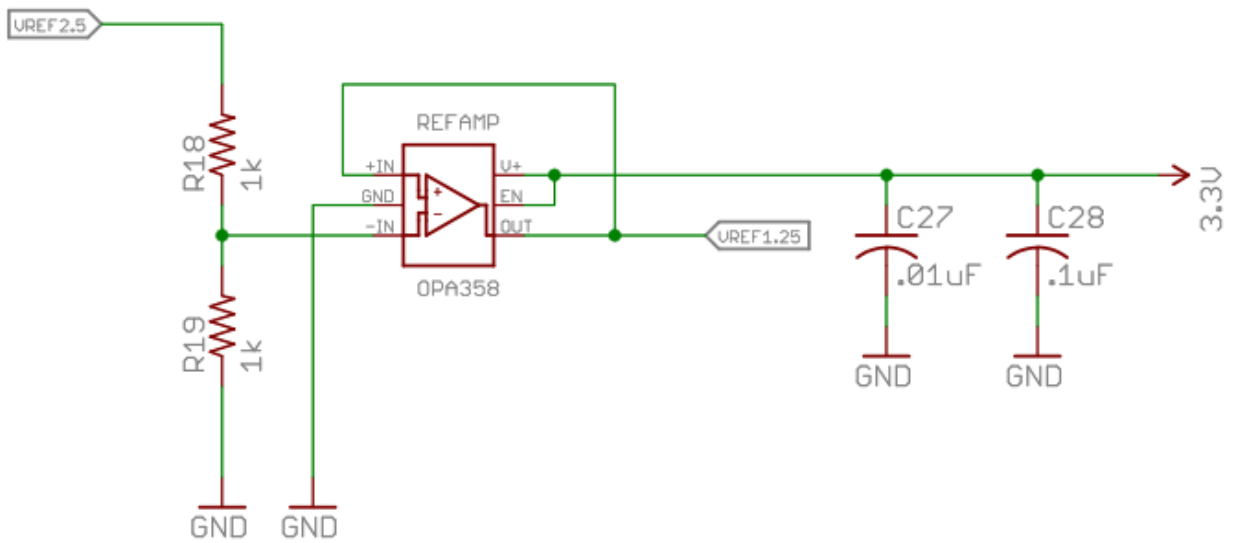 VREF2.5
R18
1k
REFAMP
+IN
GND
-IN
+
-
V+
EN
OUT
OPA358
VREF1.25
C27
.01uF
C28
.1uF
3.3V
R19
1k
GND
GND
GND
GND